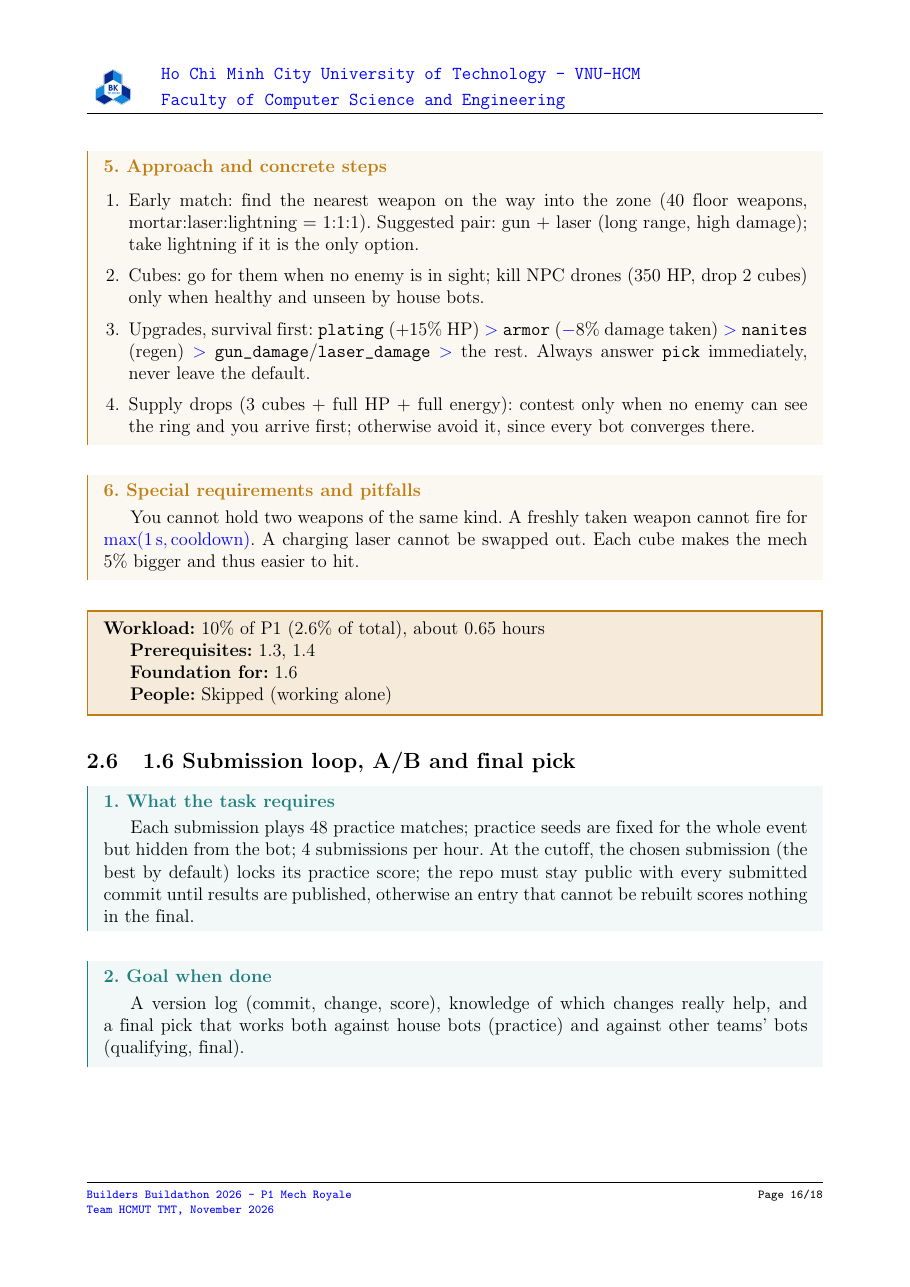 Ho Chi Minh City University of Technology - VNU-HCM
Faculty of Computer Science and Engineering
BK
5. Approach and concrete steps
1. Early match: find the nearest weapon on the way into the zone (40 floor weapons,
mortar:laser:lightning = 1:1:1). Suggested pair: gun + laser (long range, high damage);
take lightning if it is the only option.
2. Cubes: go for them when no enemy is in sight; kill NPC drones (350 HP, drop 2 cubes)
only when healthy and unseen by house bots.
3. Upgrades, survival first: plating (+15% HP) > armor (−8% damage taken) > nanites
(regen) > gun_damage/laser_damage > the rest. Always answer pick immediately,
never leave the default.
4. Supply drops (3 cubes + full HP + full energy): contest only when no enemy can see
the ring and you arrive first; otherwise avoid it, since every bot converges there.
6. Special requirements and pitfalls
You cannot hold two weapons of the same kind. A freshly taken weapon cannot fire for
max(1 s, cooldown). A charging laser cannot be swapped out. Each cube makes the mech
5% bigger and thus easier to hit.
Workload: 10% of P1 (2.6% of total), about 0.65 hours
Prerequisites: 1.3, 1.4
Foundation for: 1.6
People: Skipped (working alone)
2.6 1.6 Submission loop, A/B and final pick
1. What the task requires
Each submission plays 48 practice matches; practice seeds are fixed for the whole event
but hidden from the bot; 4 submissions per hour. At the cutoff, the chosen submission (the
best by default) locks its practice score; the repo must stay public with every submitted
commit until results are published, otherwise an entry that cannot be rebuilt scores nothing
in the final.
2. Goal when done
A version log (commit, change, score), knowledge of which changes really help, and
a final pick that works both against house bots (practice) and against other teams' bots
(qualifying, final).
Builders Buildathon 2026 - P1 Mech Royale
Team HCMUT TMT, November 2026
Page 16/18